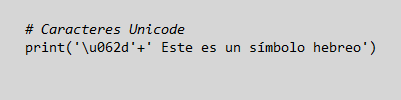 # Caracteres Unicode
print('\u062d'+' Este es un símbolo hebreo')